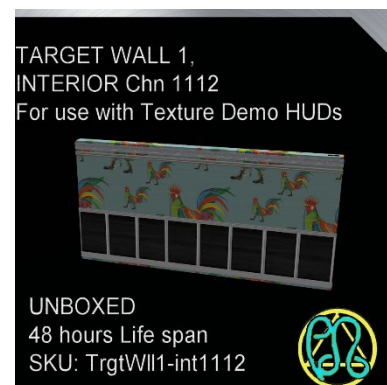 TARGET WALL 1,
INTERIOR Chn 1112
For use with Texture Demo HUDs
UNBOXED
48 hours Life span
SKU: TrgtWll1-int1112